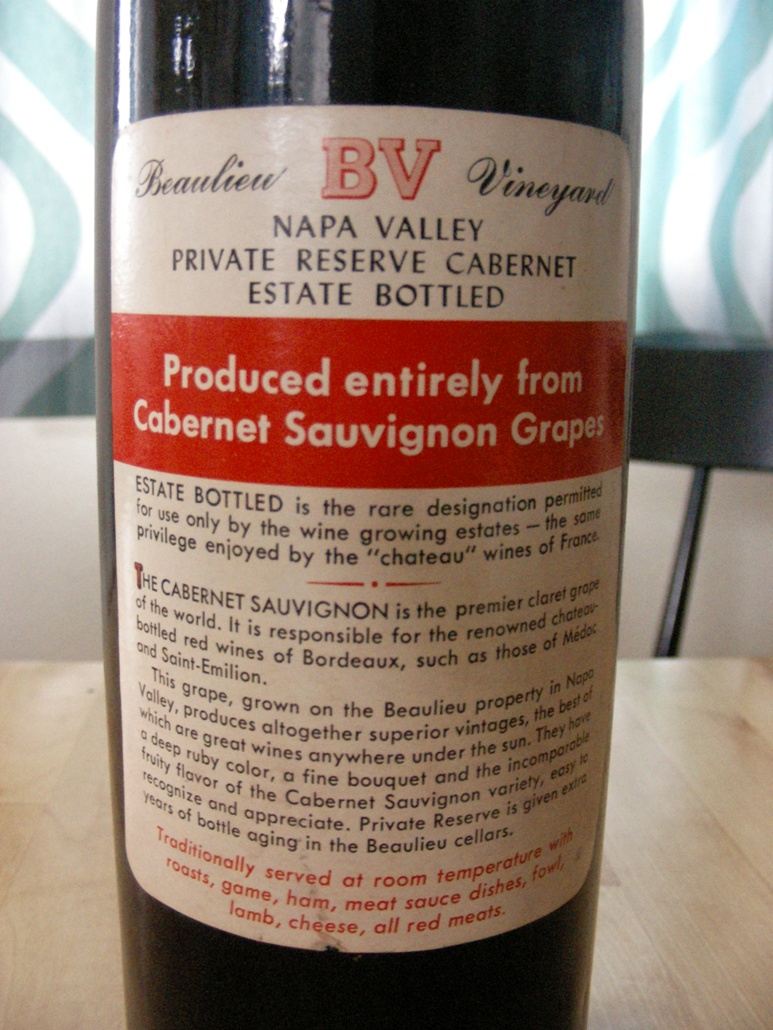 Beaulieu BV Vineyard
NAPA VALLEY
PRIVATE RESERVE CABERNET
ESTATE BOTTLED
Produced entirely from
Cabernet Sauvignon Grapes
ESTATE BOTTLED is the rare designation permitted
for use only by the wine growing estates — the same
privilege enjoyed by the "chateau" wines of France.
THE CABERNET SAUVIGNON is the premier claret grape
of the world. It is responsible for the renowned chateau-
bottled red wines of Bordeaux, such as those of Médoc
and Saint-Emilion.
This grape, grown on the Beaulieu property in Napa
Valley, produces altogether superior vintages, the best of
which are great wines anywhere under the sun. They have
a deep ruby color, a fine bouquet and the incomparable
fruity flavor of the Cabernet Sauvignon variety, easy to
recognize and appreciate. Private Reserve is given extra
years of bottle aging in the Beaulieu cellars.
Traditionally served at room temperature with
roasts, game, ham, meat sauce dishes, fowl,
lamb, cheese, all red meats.